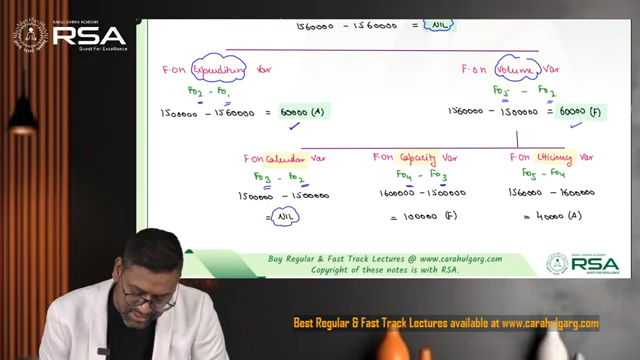 RAHUL GARG'S ACADEMY
RSA
Quest For Excellence
1560000 - 1560000 = NIL
F·OH Expenditure Var
FO2 - FO1
1500000 - 1560000 = 60000 (A)
F·OH Volume Var
FO5 - FO2
1560000 - 1500000 = 60000 (F)
F·OH Calendar Var
FO3 - FO2
1500000 - 1500000
= NIL
F·OH Capacity Var
FO4 - FO3
1600000 - 1500000
= 100000 (F)
F·OH Efficiency Var
FO5 - FO4
1560000 - 1600000
= 40000 (A)
Buy Regular & Fast Track Lectures @ www.carahulgarg.com
Copyright of these notes is with RSA.
RSA
Best Regular & Fast Track Lectures available at www.carahulgarg.com